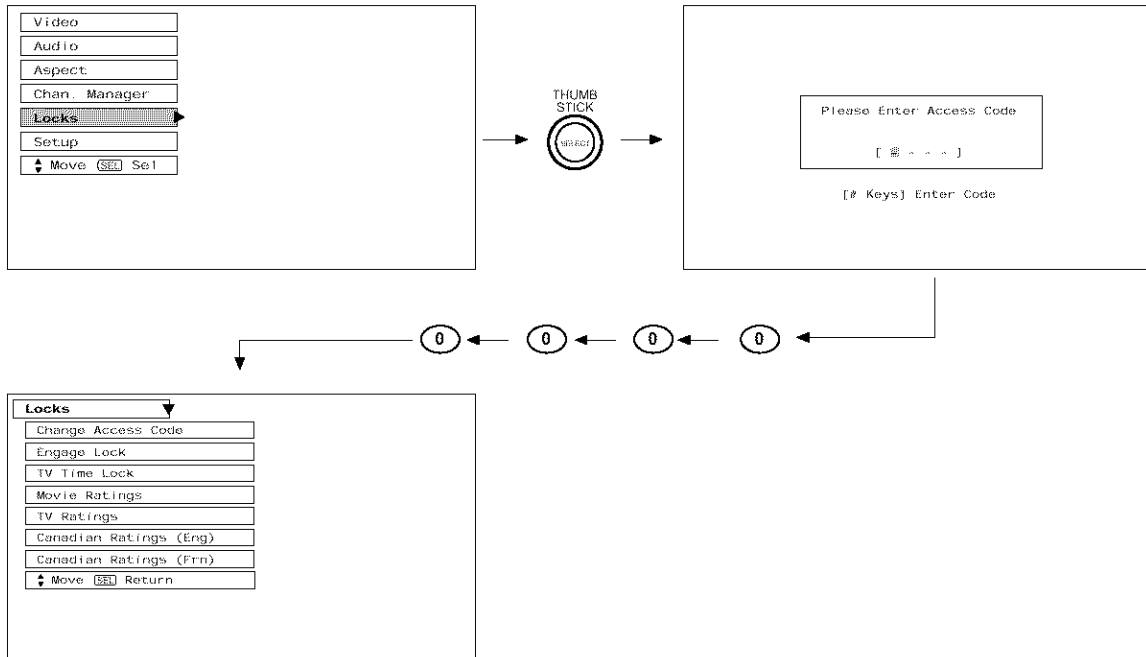 Video
Audio
Aspect
Chan. Manager
Locks
Setup
Move SEL Sel
THUMB
STICK
SELECT
Please Enter Access Code
[ - - - ]
[# Keys] Enter Code
0 0 0 0
Locks
Change Access Code
Engage Lock
TV Time Lock
Movie Ratings
TV Ratings
Canadian Ratings (Eng)
Canadian Ratings (Frn)
Move SEL Return